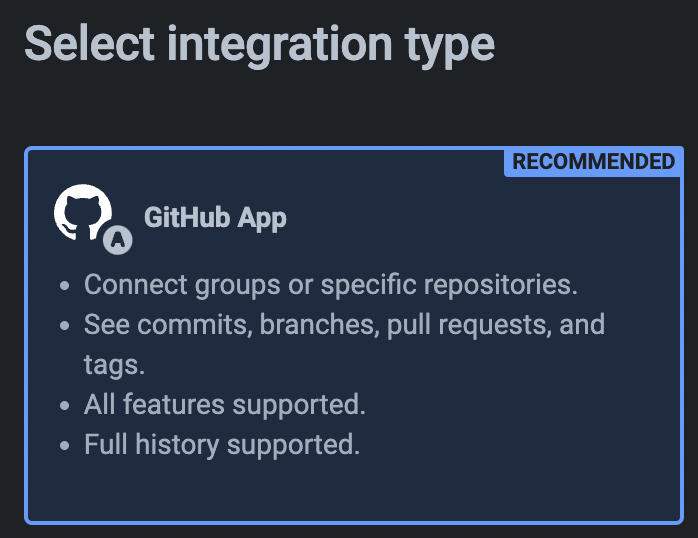 Select integration type
RECOMMENDED
A
GitHub App
• Connect groups or specific repositories.
• See commits, branches, pull requests, and
tags.
• All features supported.
• Full history supported.